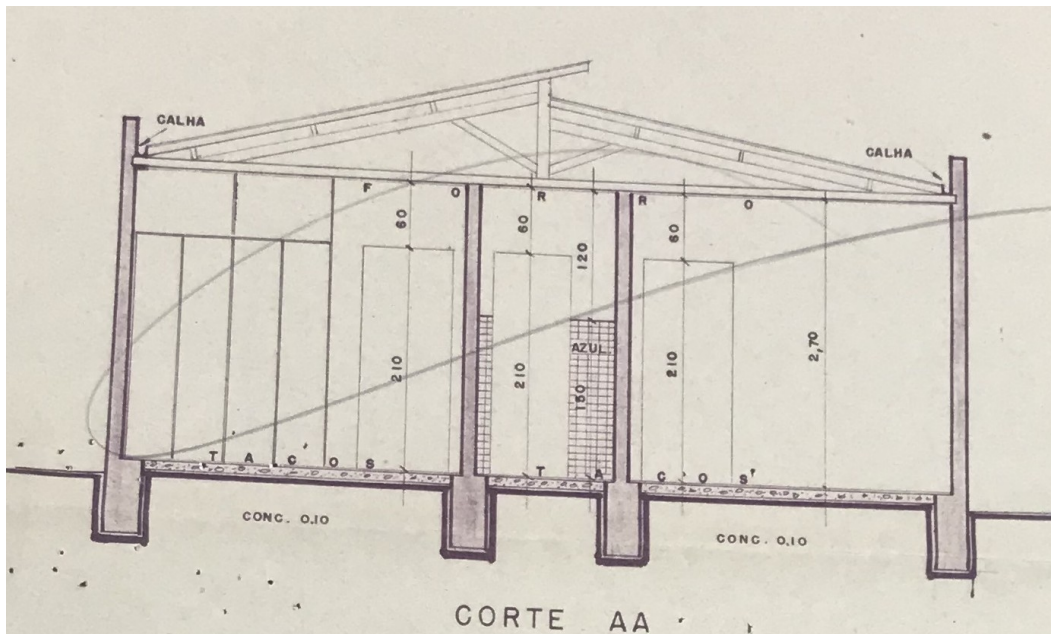 CALHA
CALHA
F O R R O
60
60
60
120
210
210
210
2,70
AZUL.
150
T A C O S
T A C O S
CONC. 0.10
CONC. 0.10
CORTE AA